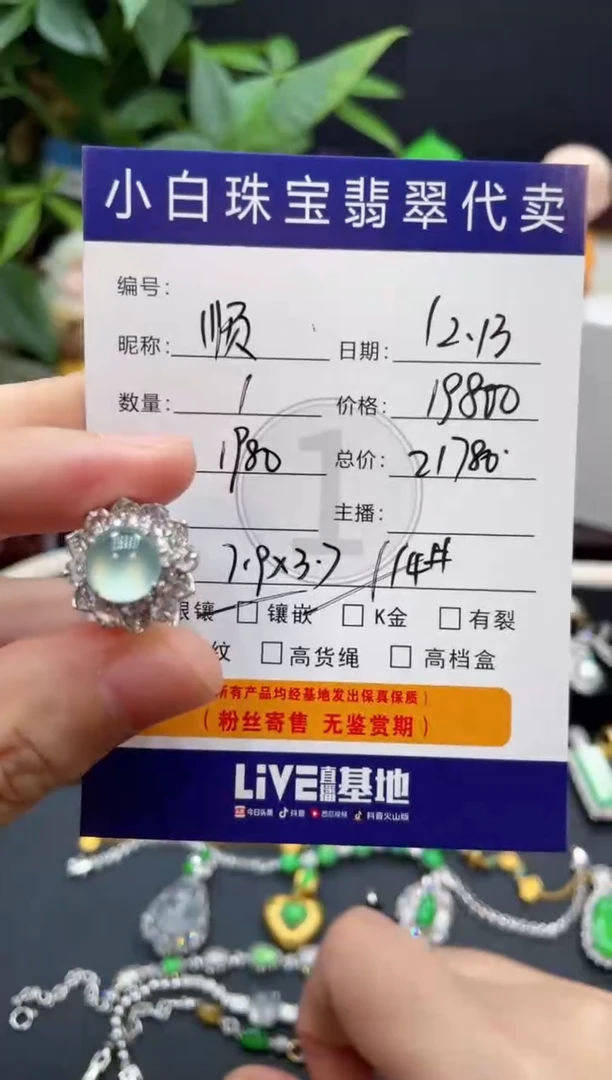 小白珠宝翡翠代卖
编号:
昵称: 顺 日期: 12.13
数量: 1 价格: 19800
1980 总价: 21780
主播:
7.9x3.7 14#
银镶 □ 镶嵌 □ K金 □ 有裂
纹 □ 高货绳 □ 高档盒
所有产品均经基地发出保真保质)
(粉丝寄售 无鉴赏期)
LiVE直播基地
今日头条 抖音 西瓜视频 抖音火山版